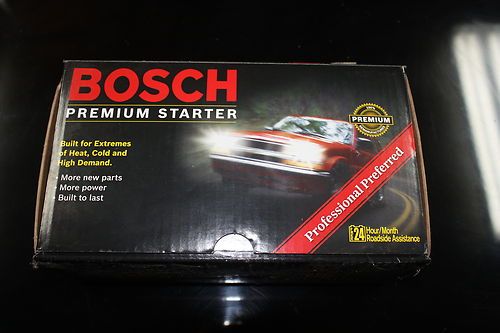 BOSCH
PREMIUM STARTER
Built for Extremes
of Heat, Cold and
High Demand.
- More new parts
- More power
- Built to last
PREMIUM
Professional Preferred
24 Hour/Month
Roadside Assistance